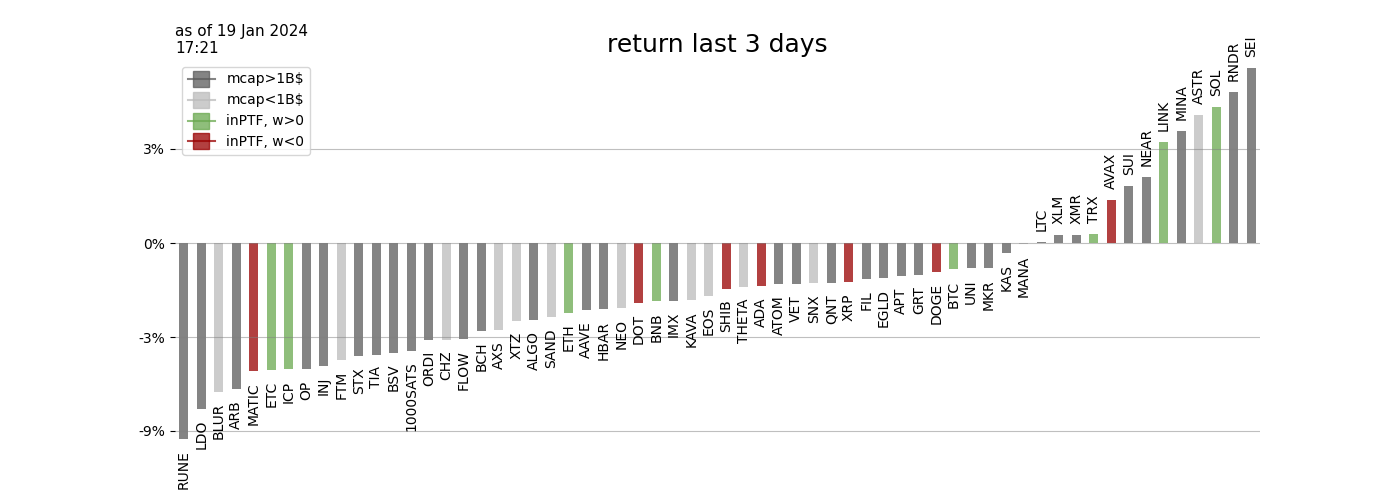 as of 19 Jan 2024
17:21
return last 3 days
mcap>1B$
mcap<1B$
inPTF, w>0
inPTF, w<0
3%
0%
-3%
-9%
RUNE
LDO
BLUR
ARB
MATIC
ETC
ICP
OP
INJ
FTM
STX
TIA
BSV
1000SATS
ORDI
CHZ
FLOW
BCH
AXS
XTZ
ALGO
SAND
ETH
AAVE
HBAR
NEO
DOT
BNB
IMX
KAVA
EOS
SHIB
THETA
ADA
ATOM
VET
SNX
QNT
XRP
FIL
EGLD
APT
GRT
DOGE
BTC
UNI
MKR
KAS
MANA
LTC
XLM
XMR
TRX
AVAX
SUI
NEAR
LINK
MINA
ASTR
SOL
RNDR
SEI